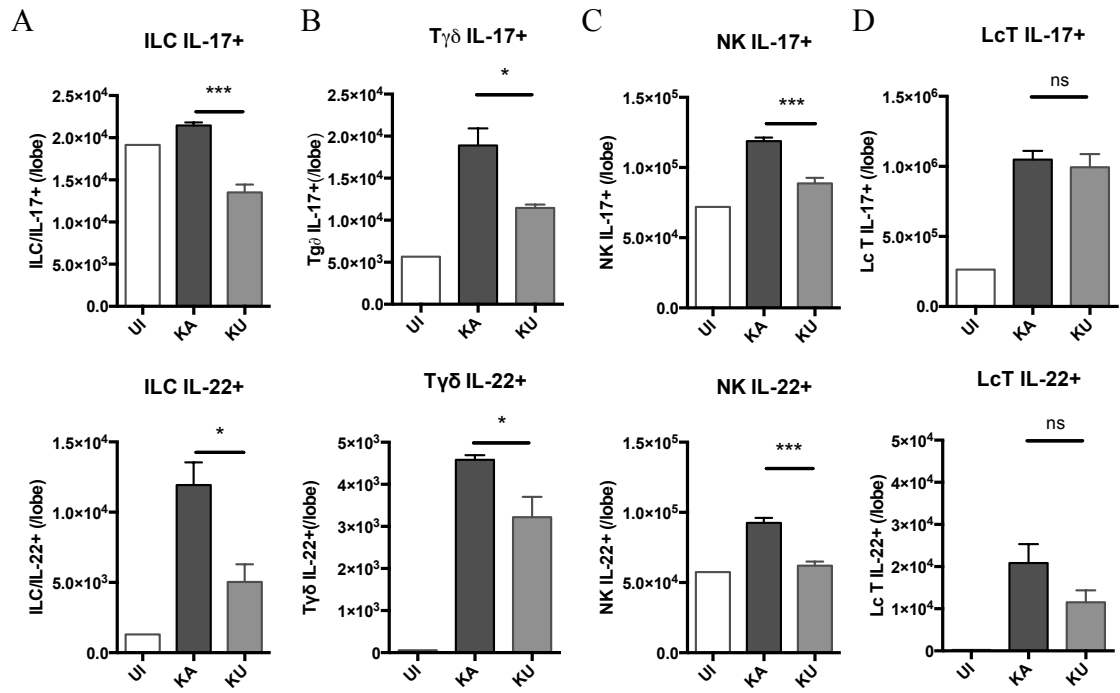 A
ILC IL-17+
ILC/IL-17+ (/lobe)
2.5×10⁴
2.0×10⁴
1.5×10⁴
1.0×10⁴
5.0×10³
0.0
***
UI
KA
KU
B
Tγδ IL-17+
Tg∂ IL-17+(/lobe)
2.5×10⁴
2.0×10⁴
1.5×10⁴
1.0×10⁴
5.0×10³
0.0
*
UI
KA
KU
C
NK IL-17+
NK IL-17+ (/lobe)
1.5×10⁵
1.0×10⁵
5.0×10⁴
0.0
***
UI
KA
KU
D
LcT IL-17+
Lc T IL-17+ (/lobe)
1.5×10⁶
1.0×10⁶
5.0×10⁵
0.0
ns
UI
KA
KU
ILC IL-22+
ILC/IL-22+ (/lobe)
1.5×10⁴
1.0×10⁴
5.0×10³
0.0
*
UI
KA
KU
Tγδ IL-22+
Tγδ IL-22+(/lobe)
5×10³
4×10³
3×10³
2×10³
1×10³
0
*
UI
KA
KU
NK IL-22+
NK IL-22+ (/lobe)
1.5×10⁵
1.0×10⁵
5.0×10⁴
0.0
***
UI
KA
KU
LcT IL-22+
Lc T IL-22+ (/lobe)
5×10⁴
4×10⁴
3×10⁴
2×10⁴
1×10⁴
0
ns
UI
KA
KU